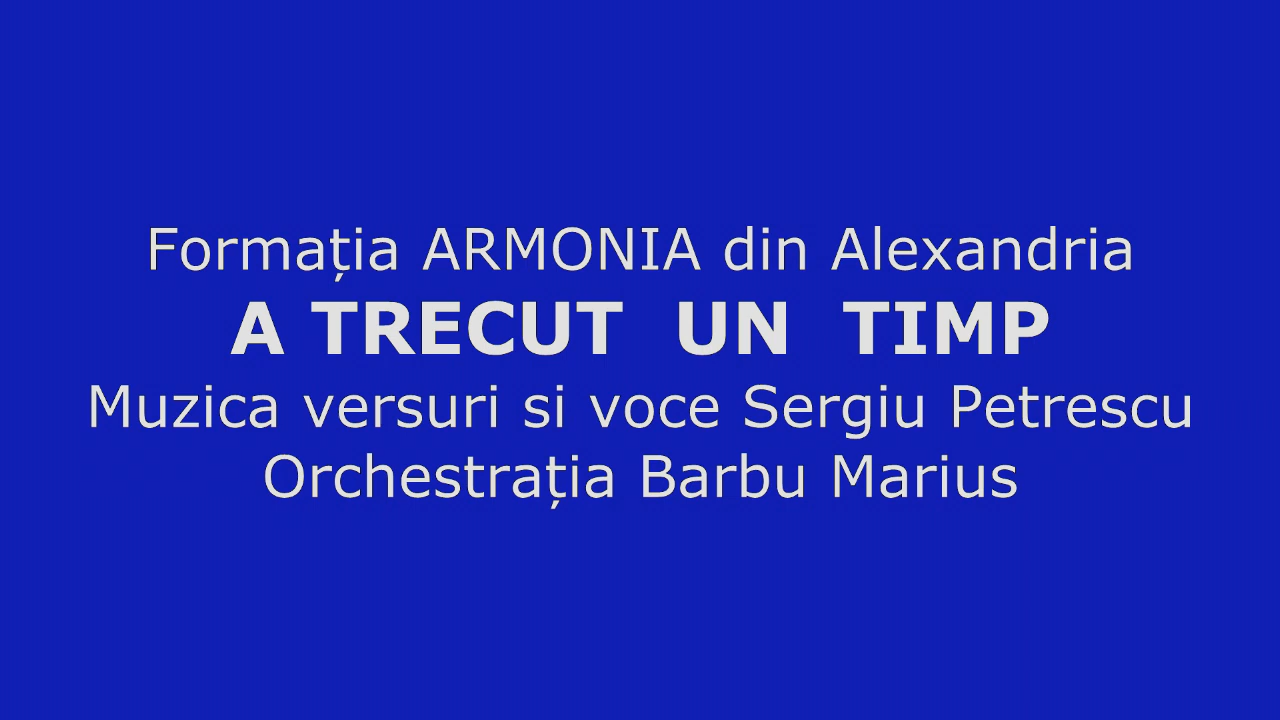 Formația ARMONIA din Alexandria
A TRECUT UN TIMP
Muzica versuri si voce Sergiu Petrescu
Orchestrația Barbu Marius